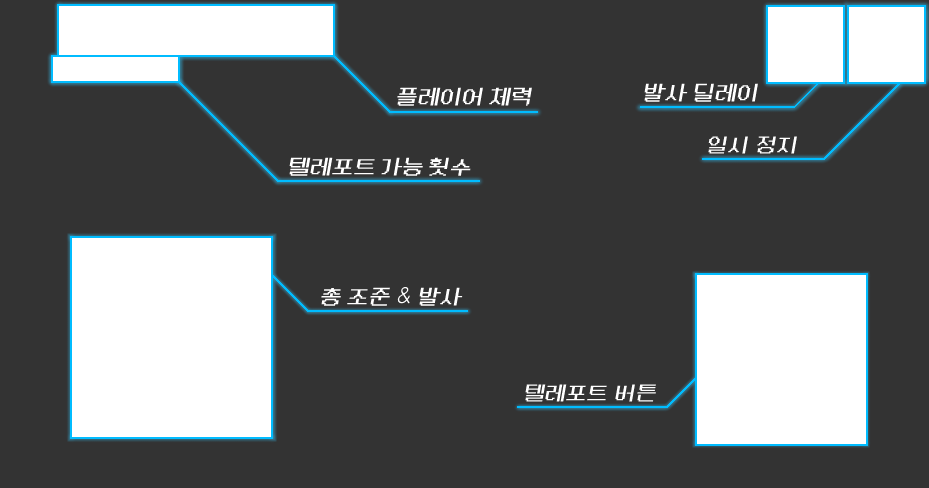 플레이어 체력
발사 딜레이
일시 정지
텔레포트 가능 횟수
총 조준 & 발사
텔레포트 버튼